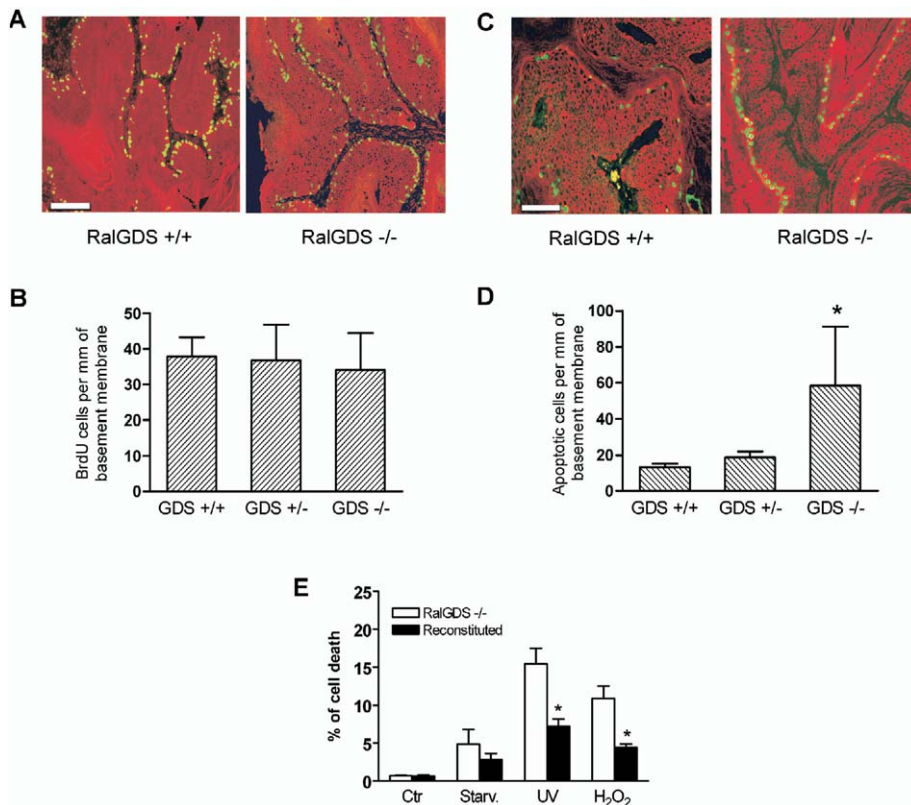 A
C
RalGDS +/+
RalGDS -/-
RalGDS +/+
RalGDS -/-
B
BrdU cells per mm of
basement membrane
50
40
30
20
10
0
GDS +/+
GDS +/-
GDS -/-
D
Apoptotic cells per mm of
basement membrane
100
80
60
40
20
0
*
GDS +/+
GDS +/-
GDS -/-
E
% of cell death
25
20
15
10
5
0
RalGDS -/-
Reconstituted
*
*
Ctr
Starv.
UV
H₂O₂